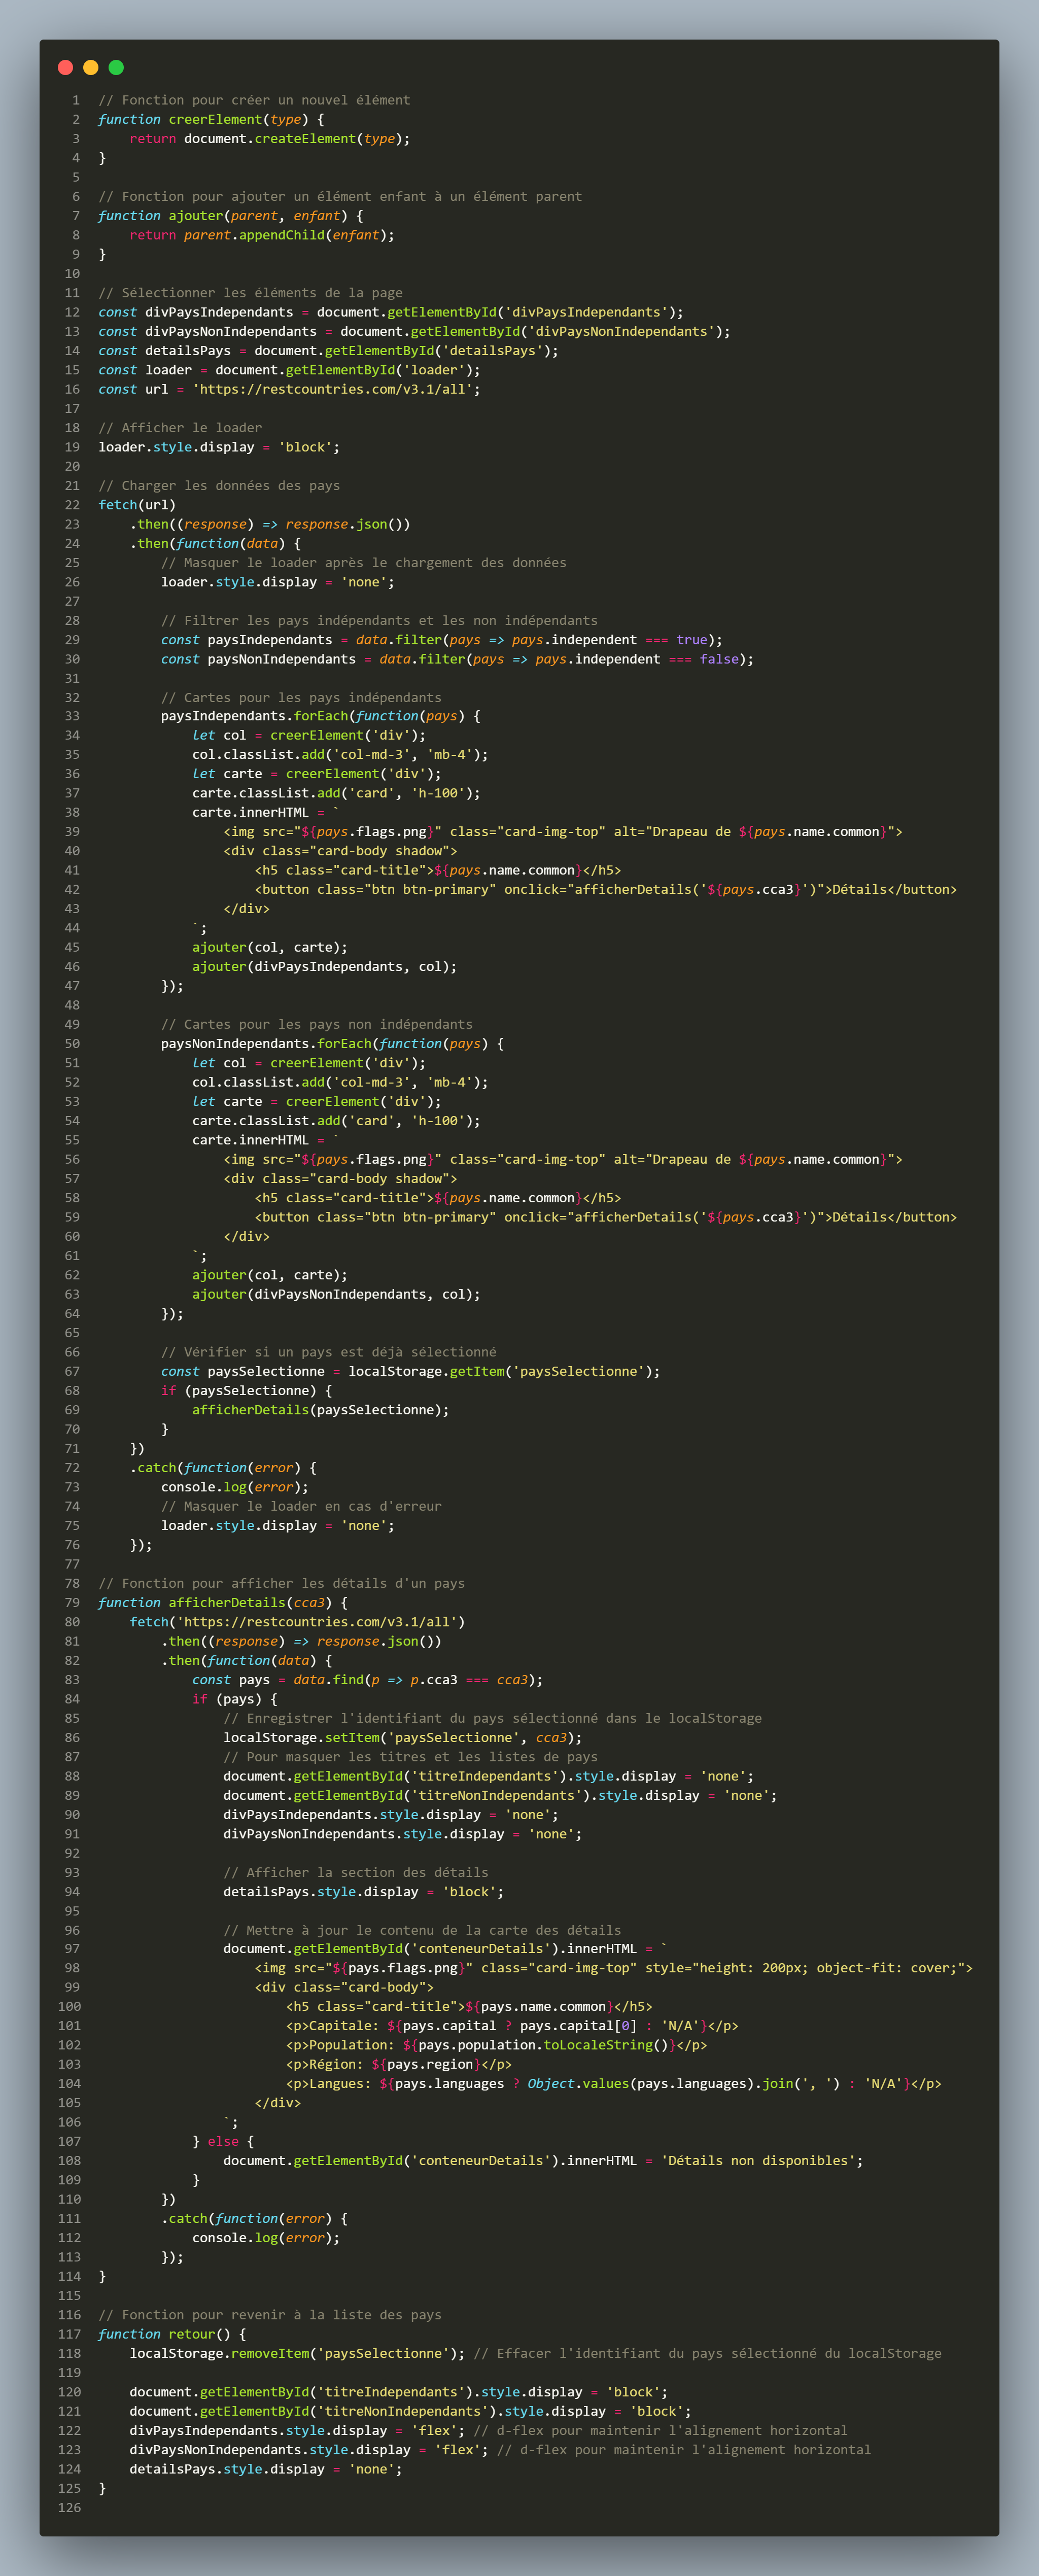 1 // Fonction pour créer un nouvel élément
2 function creerElement(type) {
3     return document.createElement(type);
4 }
5
6 // Fonction pour ajouter un élément enfant à un élément parent
7 function ajouter(parent, enfant) {
8     return parent.appendChild(enfant);
9 }
10
11 // Sélectionner les éléments de la page
12 const divPaysIndependants = document.getElementById('divPaysIndependants');
13 const divPaysNonIndependants = document.getElementById('divPaysNonIndependants');
14 const detailsPays = document.getElementById('detailsPays');
15 const loader = document.getElementById('loader');
16 const url = 'https://restcountries.com/v3.1/all';
17
18 // Afficher le loader
19 loader.style.display = 'block';
20
21 // Charger les données des pays
22 fetch(url)
23     .then((response) => response.json())
24     .then(function(data) {
25         // Masquer le loader après le chargement des données
26         loader.style.display = 'none';
27
28         // Filtrer les pays indépendants et les non indépendants
29         const paysIndependants = data.filter(pays => pays.independent === true);
30         const paysNonIndependants = data.filter(pays => pays.independent === false);
31
32         // Cartes pour les pays indépendants
33         paysIndependants.forEach(function(pays) {
34             let col = creerElement('div');
35             col.classList.add('col-md-3', 'mb-4');
36             let carte = creerElement('div');
37             carte.classList.add('card', 'h-100');
38             carte.innerHTML = `
39                 <img src="${pays.flags.png}" class="card-img-top" alt="Drapeau de ${pays.name.common}">
40                 <div class="card-body shadow">
41                     <h5 class="card-title">${pays.name.common}</h5>
42                     <button class="btn btn-primary" onclick="afficherDetails('${pays.cca3}')">Détails</button>
43                 </div>
44             `;
45             ajouter(col, carte);
46             ajouter(divPaysIndependants, col);
47         });
48
49         // Cartes pour les pays non indépendants
50         paysNonIndependants.forEach(function(pays) {
51             let col = creerElement('div');
52             col.classList.add('col-md-3', 'mb-4');
53             let carte = creerElement('div');
54             carte.classList.add('card', 'h-100');
55             carte.innerHTML = `
56                 <img src="${pays.flags.png}" class="card-img-top" alt="Drapeau de ${pays.name.common}">
57                 <div class="card-body shadow">
58                     <h5 class="card-title">${pays.name.common}</h5>
59                     <button class="btn btn-primary" onclick="afficherDetails('${pays.cca3}')">Détails</button>
60                 </div>
61             `;
62             ajouter(col, carte);
63             ajouter(divPaysNonIndependants, col);
64         });
65
66         // Vérifier si un pays est déjà sélectionné
67         const paysSelectionne = localStorage.getItem('paysSelectionne');
68         if (paysSelectionne) {
69             afficherDetails(paysSelectionne);
70         }
71     })
72     .catch(function(error) {
73         console.log(error);
74         // Masquer le loader en cas d'erreur
75         loader.style.display = 'none';
76     });
77
78 // Fonction pour afficher les détails d'un pays
79 function afficherDetails(cca3) {
80     fetch('https://restcountries.com/v3.1/all')
81         .then((response) => response.json())
82         .then(function(data) {
83             const pays = data.find(p => p.cca3 === cca3);
84             if (pays) {
85                 // Enregistrer l'identifiant du pays sélectionné dans le localStorage
86                 localStorage.setItem('paysSelectionne', cca3);
87                 // Pour masquer les titres et les listes de pays
88                 document.getElementById('titreIndependants').style.display = 'none';
89                 document.getElementById('titreNonIndependants').style.display = 'none';
90                 divPaysIndependants.style.display = 'none';
91                 divPaysNonIndependants.style.display = 'none';
92
93                 // Afficher la section des détails
94                 detailsPays.style.display = 'block';
95
96                 // Mettre à jour le contenu de la carte des détails
97                 document.getElementById('conteneurDetails').innerHTML = `
98                     <img src="${pays.flags.png}" class="card-img-top" style="height: 200px; object-fit: cover;">
99                     <div class="card-body">
100                         <h5 class="card-title">${pays.name.common}</h5>
101                         <p>Capitale: ${pays.capital ? pays.capital[0] : 'N/A'}</p>
102                         <p>Population: ${pays.population.toLocaleString()}</p>
103                         <p>Région: ${pays.region}</p>
104                         <p>Langues: ${pays.languages ? Object.values(pays.languages).join(', ') : 'N/A'}</p>
105                     </div>
106                 `;
107             } else {
108                 document.getElementById('conteneurDetails').innerHTML = 'Détails non disponibles';
109             }
110         })
111         .catch(function(error) {
112             console.log(error);
113         });
114 }
115
116 // Fonction pour revenir à la liste des pays
117 function retour() {
118     localStorage.removeItem('paysSelectionne'); // Effacer l'identifiant du pays sélectionné du localStorage
119
120     document.getElementById('titreIndependants').style.display = 'block';
121     document.getElementById('titreNonIndependants').style.display = 'block';
122     divPaysIndependants.style.display = 'flex'; // d-flex pour maintenir l'alignement horizontal
123     divPaysNonIndependants.style.display = 'flex'; // d-flex pour maintenir l'alignement horizontal
124     detailsPays.style.display = 'none';
125 }
126